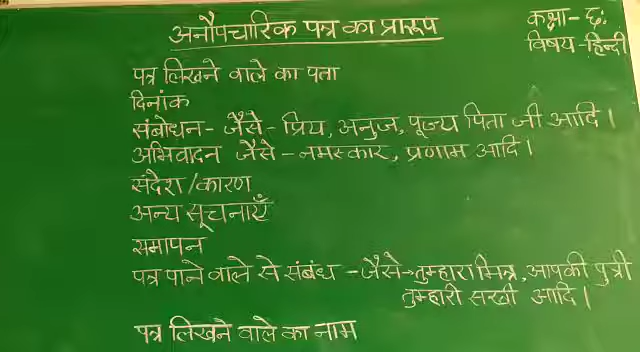 अनौपचारिक पत्र का प्रारूप
कक्षा - छ:
विषय - हिन्दी
पत्र लिखने वाले का पता
दिनांक
संबोधन - जैसे - प्रिय, अनुज, पूज्य पिता जी आदि।
अभिवादन जैसे - नमस्कार, प्रणाम आदि।
संदेश / कारण
अन्य सूचनाएँ
समापन
पत्र पाने वाले से संबंध - जैसे → तुम्हारा मित्र, आपकी पुत्री
तुम्हारी सखी आदि।
पत्र लिखने वाले का नाम